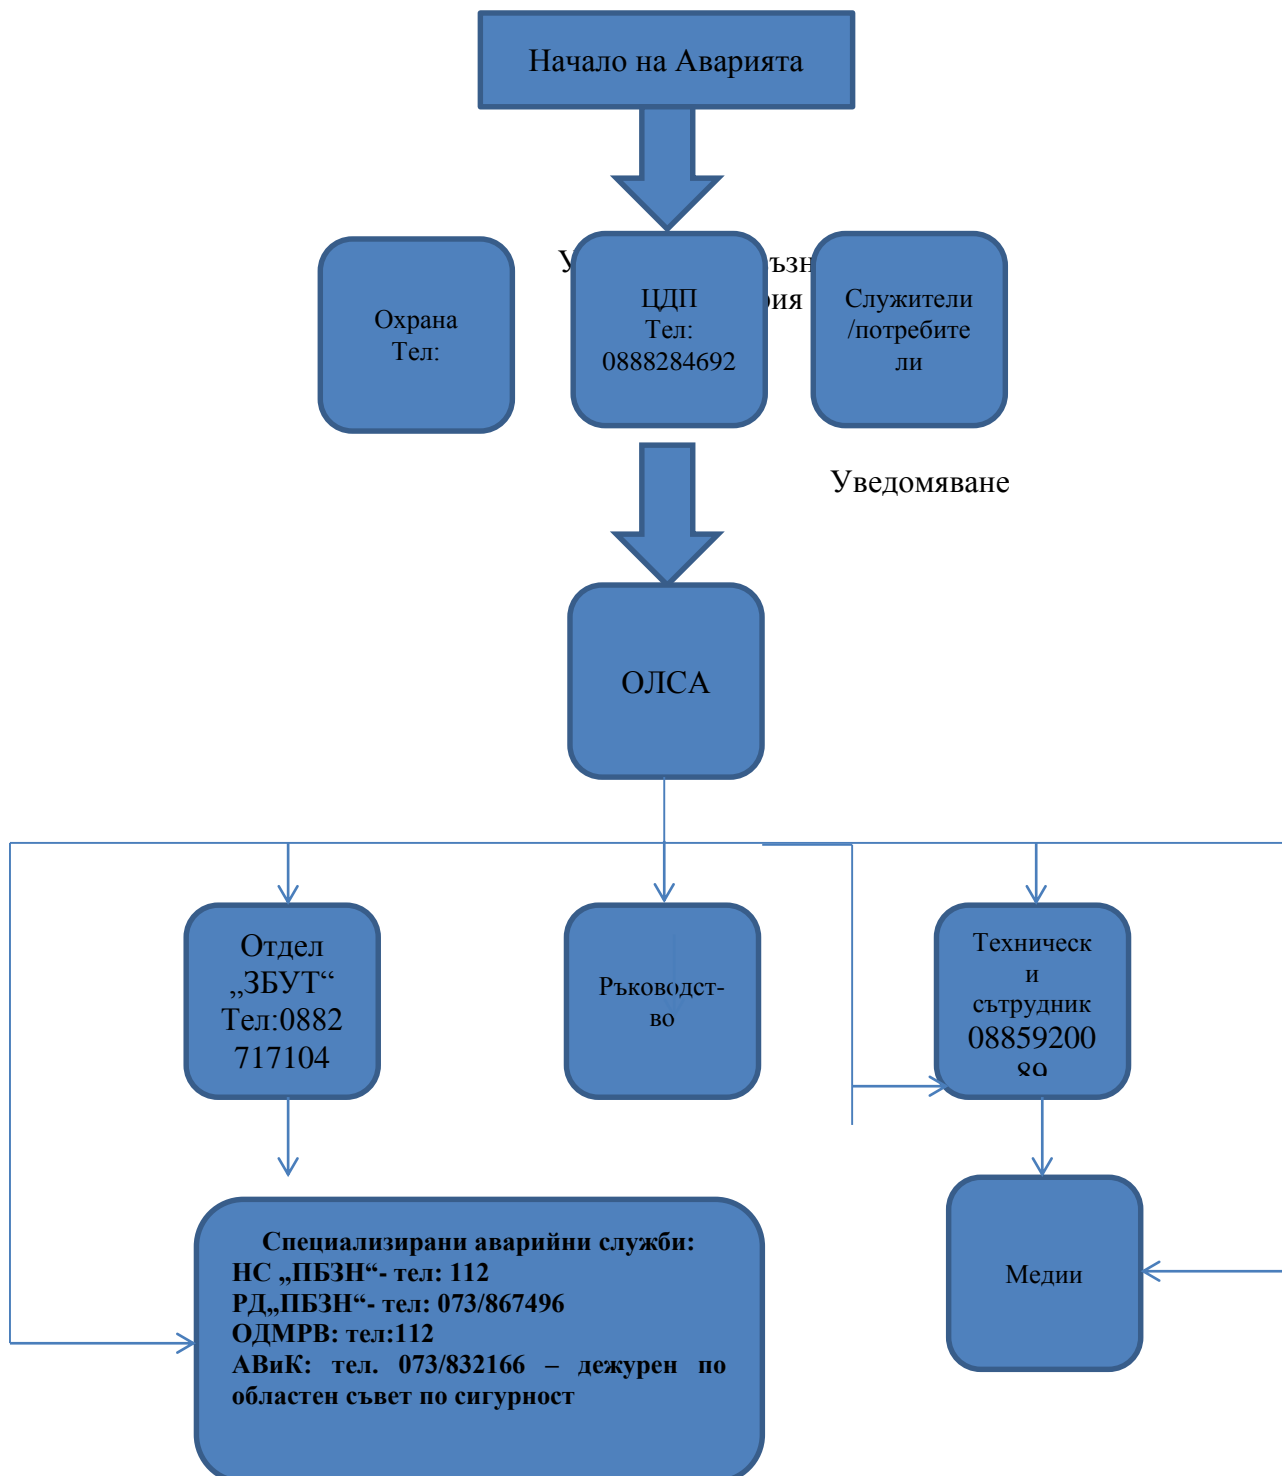 Начало на Аварията
Охрана
Тел:
ЦДП
Тел:
0888284692
Служители
/потребите
ли
Уведомяване
ОЛСА
Отдел
„ЗБУТ“
Тел:0882
717104
Ръководст-
во
Техническ
и
сътрудник
08859200
89
Специализирани аварийни служби:
НС „ПБЗН“- тел: 112
РД„ПБЗН“- тел: 073/867496
ОДМРВ: тел:112
АВиК: тел. 073/832166 – дежурен по
областен съвет по сигурност
Медии